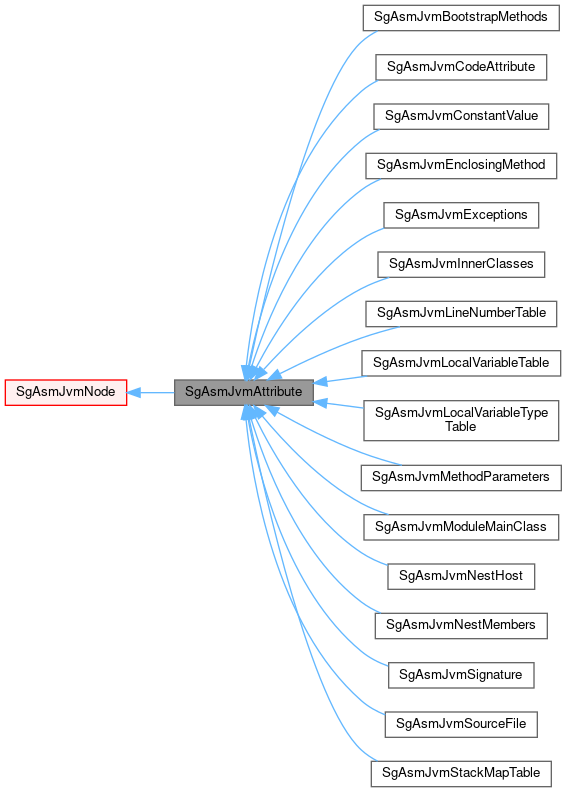 SgAsmJvmBootstrapMethods
SgAsmJvmCodeAttribute
SgAsmJvmConstantValue
SgAsmJvmEnclosingMethod
SgAsmJvmExceptions
SgAsmJvmInnerClasses
SgAsmJvmLineNumberTable
SgAsmJvmLocalVariableTable
SgAsmJvmNode
SgAsmJvmAttribute
SgAsmJvmLocalVariableType
Table
SgAsmJvmMethodParameters
SgAsmJvmModuleMainClass
SgAsmJvmNestHost
SgAsmJvmNestMembers
SgAsmJvmSignature
SgAsmJvmSourceFile
SgAsmJvmStackMapTable